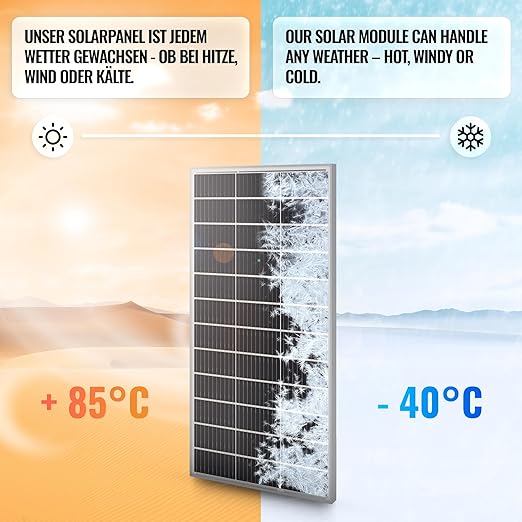 UNSER SOLARPANEL IST JEDEM
WETTER GEWACHSEN - OB BEI HITZE,
WIND ODER KÄLTE.
OUR SOLAR MODULE CAN HANDLE
ANY WEATHER – HOT, WINDY OR
COLD.
+ 85°C
- 40°C